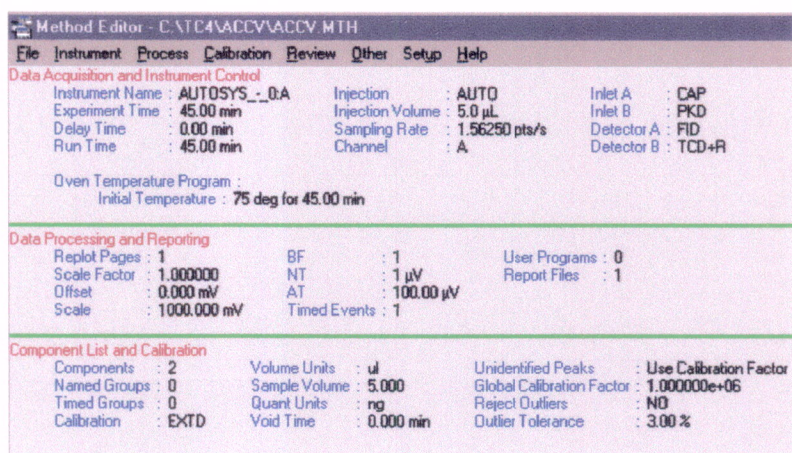 Method Editor - C:\TC4\ACCV\ACCV.MTH
File Instrument Process Calibration Review Other Setup Help
Data Acquisition and Instrument Control
Instrument Name : AUTOSYS_-_0:A Injection : AUTO Inlet A : CAP
Experiment Time : 45.00 min Injection Volume : 5.0 µL Inlet B : PKD
Delay Time : 0.00 min Sampling Rate : 1.56250 pts/s Detector A : FID
Run Time : 45.00 min Channel : A Detector B : TCD+R
Oven Temperature Program :
Initial Temperature : 75 deg for 45.00 min
Data Processing and Reporting
Replot Pages : 1 BF : 1 User Programs : 0
Scale Factor : 1.000000 NT : 1 µV Report Files : 1
Offset : 0.000 mV AT : 100.00 µV
Scale : 1000.000 mV Timed Events : 1
Component List and Calibration
Components : 2 Volume Units : ul Unidentified Peaks : Use Calibration Factor
Named Groups : 0 Sample Volume : 5.000 Global Calibration Factor : 1.000000e+06
Timed Groups : 0 Quant Units : ng Reject Outliers : NO
Calibration : EXTD Void Time : 0.000 min Outlier Tolerance : 3.00 %